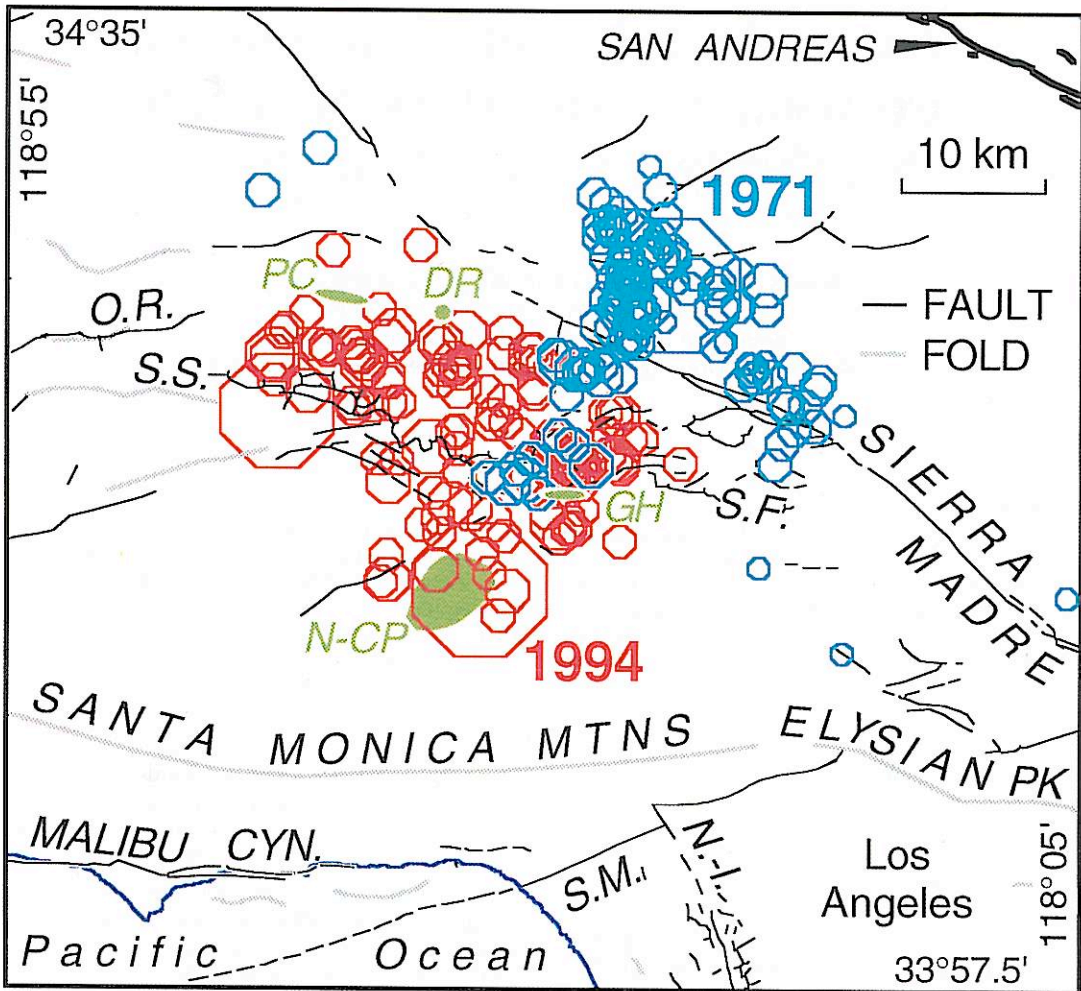 34°35'
SAN ANDREAS
118°55'
10 km
1971
PC
DR
O.R.
FAULT
S.S.
FOLD
SIERRA
GH
S.F.
MADRE
N-CP
1994
SANTA MONICA MTNS
ELYSIAN PK
MALIBU CYN.
N.-I.
Los
S.M.
Angeles
118°05'
Pacific Ocean
33°57.5'